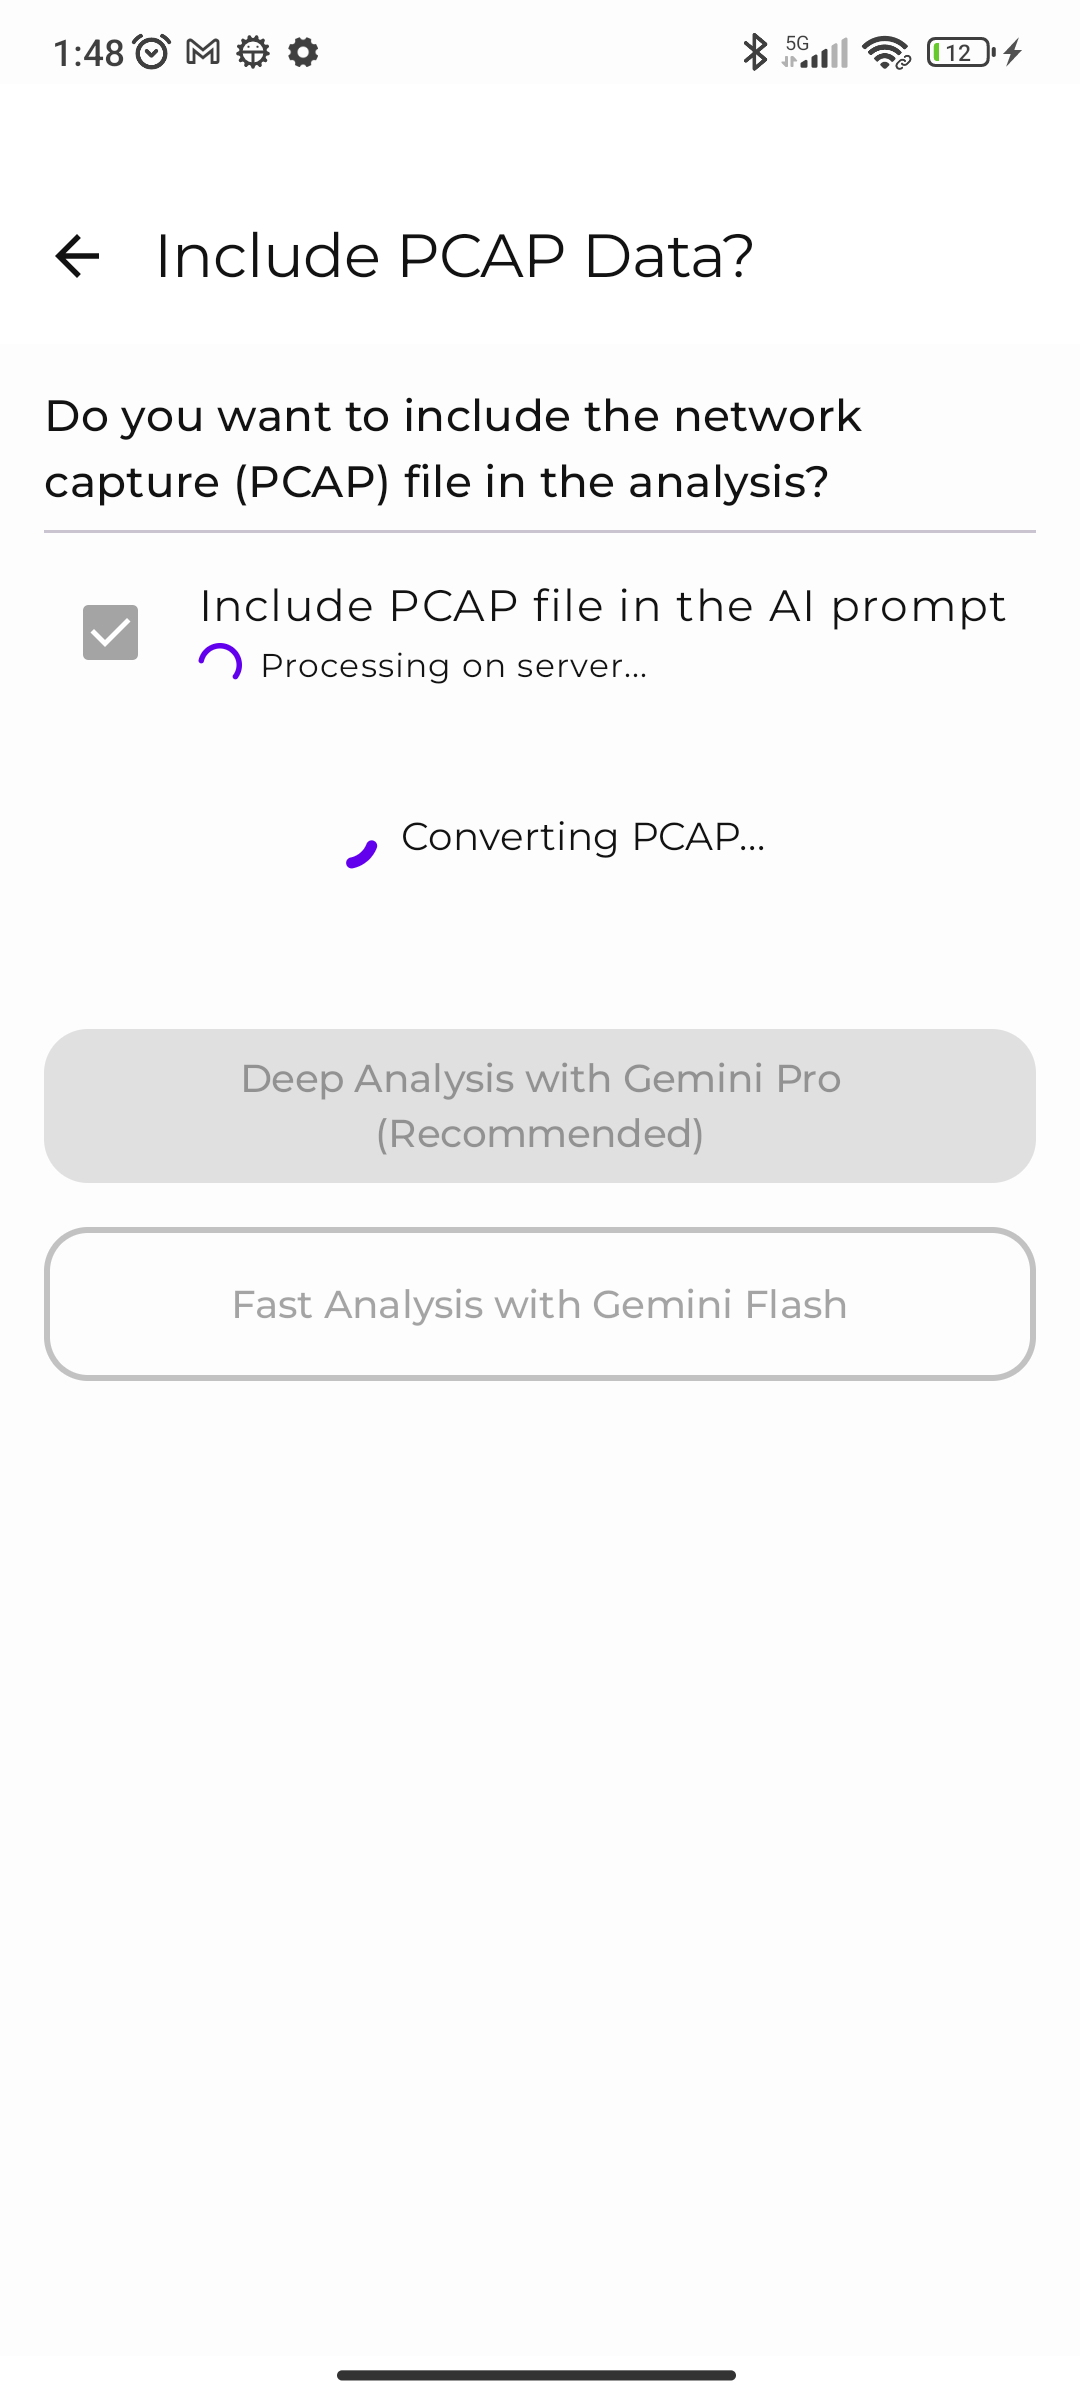 1:48
5G
12
Include PCAP Data?
Do you want to include the network
capture (PCAP) file in the analysis?
Include PCAP file in the AI prompt
Processing on server...
Converting PCAP...
Deep Analysis with Gemini Pro
(Recommended)
Fast Analysis with Gemini Flash